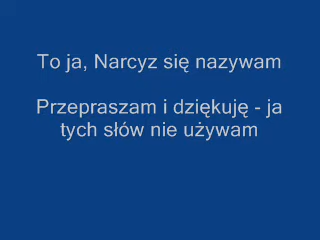 To ja, Narcyz się nazywam
Przepraszam i dziękuję - ja
tych słów nie używam